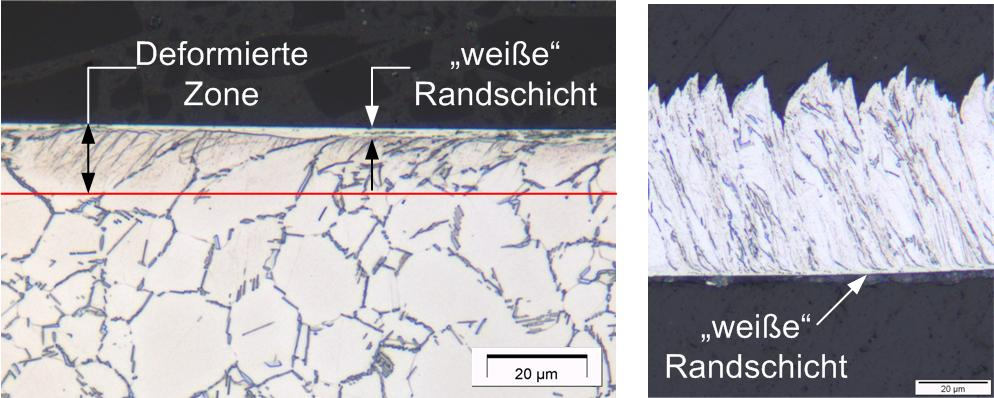 Deformierte
Zone
„weiße“
Randschicht
20 µm
„weiße“
Randschicht
20 µm